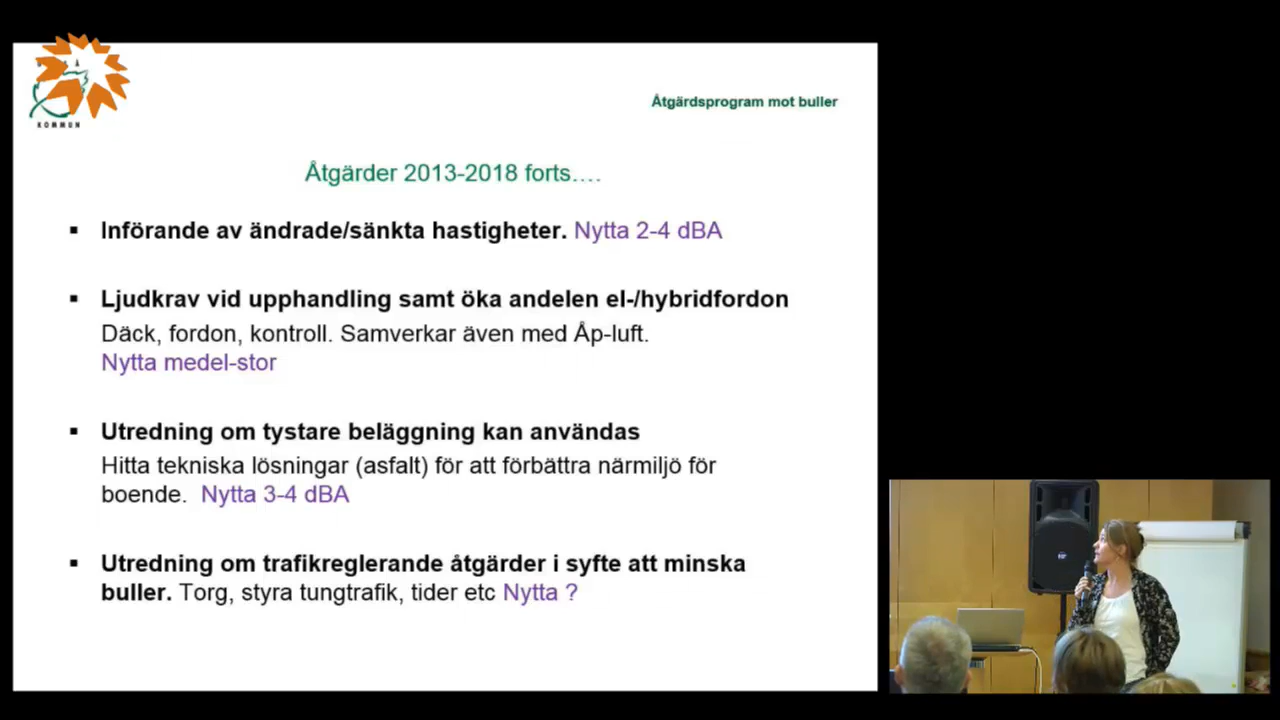 KOMMUN
Åtgärdsprogram mot buller
Åtgärder 2013-2018 forts….
▪ Införande av ändrade/sänkta hastigheter. Nytta 2-4 dBA
▪ Ljudkrav vid upphandling samt öka andelen el-/hybridfordon
Däck, fordon, kontroll. Samverkar även med Åp-luft.
Nytta medel-stor
▪ Utredning om tystare beläggning kan användas
Hitta tekniska lösningar (asfalt) för att förbättra närmiljö för
boende. Nytta 3-4 dBA
▪ Utredning om trafikreglerande åtgärder i syfte att minska
buller. Torg, styra tungtrafik, tider etc Nytta ?